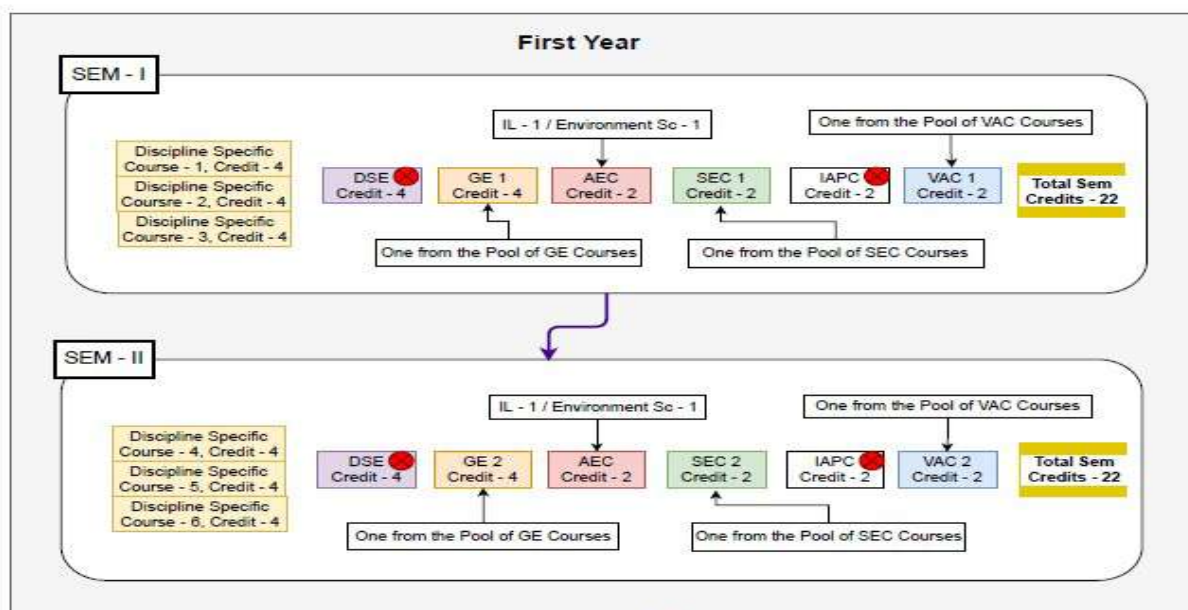 First Year
SEM - I
IL - 1 / Environment Sc - 1
One from the Pool of VAC Courses
Discipline Specific
Course - 1, Credit - 4
Discipline Specific
Coursre - 2, Credit - 4
Discipline Specific
Coursre - 3, Credit - 4
DSE
Credit - 4
GE 1
Credit - 4
AEC
Credit - 2
SEC 1
Credit - 2
IAPC
Credit - 2
VAC 1
Credit - 2
Total Sem
Credits - 22
One from the Pool of GE Courses
One from the Pool of SEC Courses
SEM - II
IL - 1 / Environment Sc - 1
One from the Pool of VAC Courses
Discipline Specific
Course - 4, Credit - 4
Discipline Specific
Course - 5, Credit - 4
Discipline Specific
Course - 6, Credit - 4
DSE
Credit - 4
GE 2
Credit - 4
AEC
Credit - 2
SEC 2
Credit - 2
IAPC
Credit - 2
VAC 2
Credit - 2
Total Sem
Credits - 22
One from the Pool of GE Courses
One from the Pool of SEC Courses